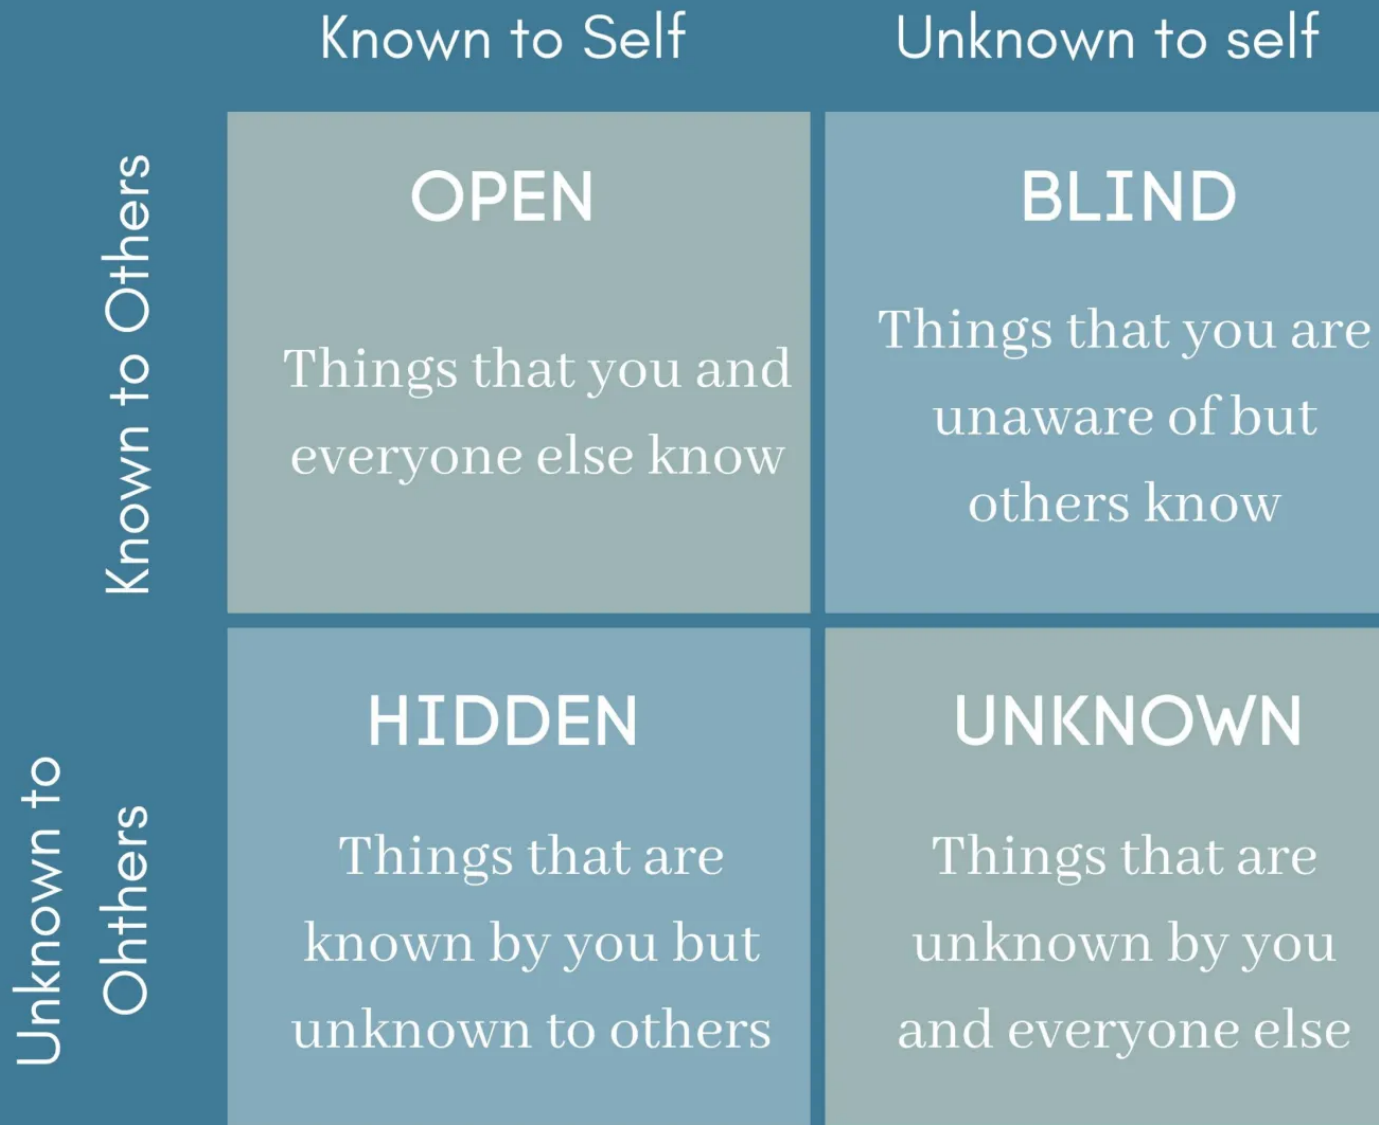 Known to Self
Unknown to self
Known to Others
OPEN
Things that you and
everyone else know
BLIND
Things that you are
unaware of but
others know
Unknown to
Ohthers
HIDDEN
Things that are
known by you but
unknown to others
UNKNOWN
Things that are
unknown by you
and everyone else